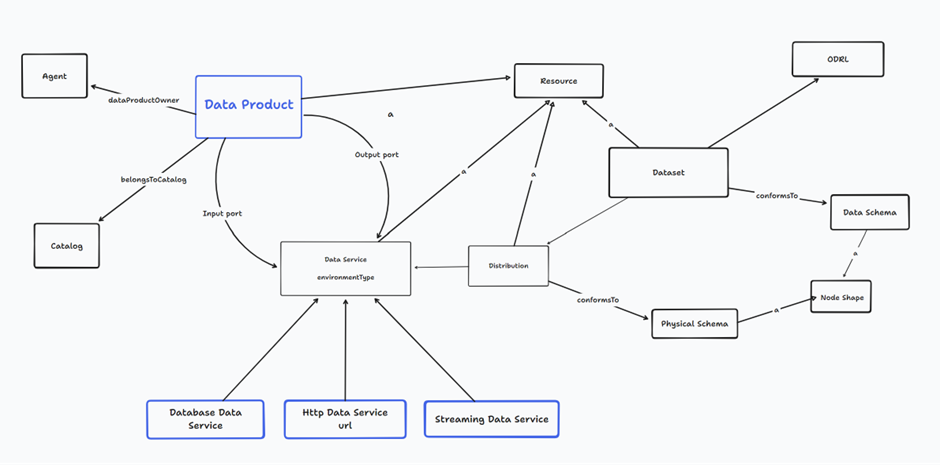 ODRL
Agent
Resource
dataProductOwner
Data Product
a
a
Output port
a
a
Dataset
belongsToCatalog
conformsTo
Input port
Data Schema
Catalog
a
Data Service
environmentType
Distribution
conformsTo
Node Shape
a
Physical Schema
Database Data
Service
Http Data Service
url
Streaming Data Service